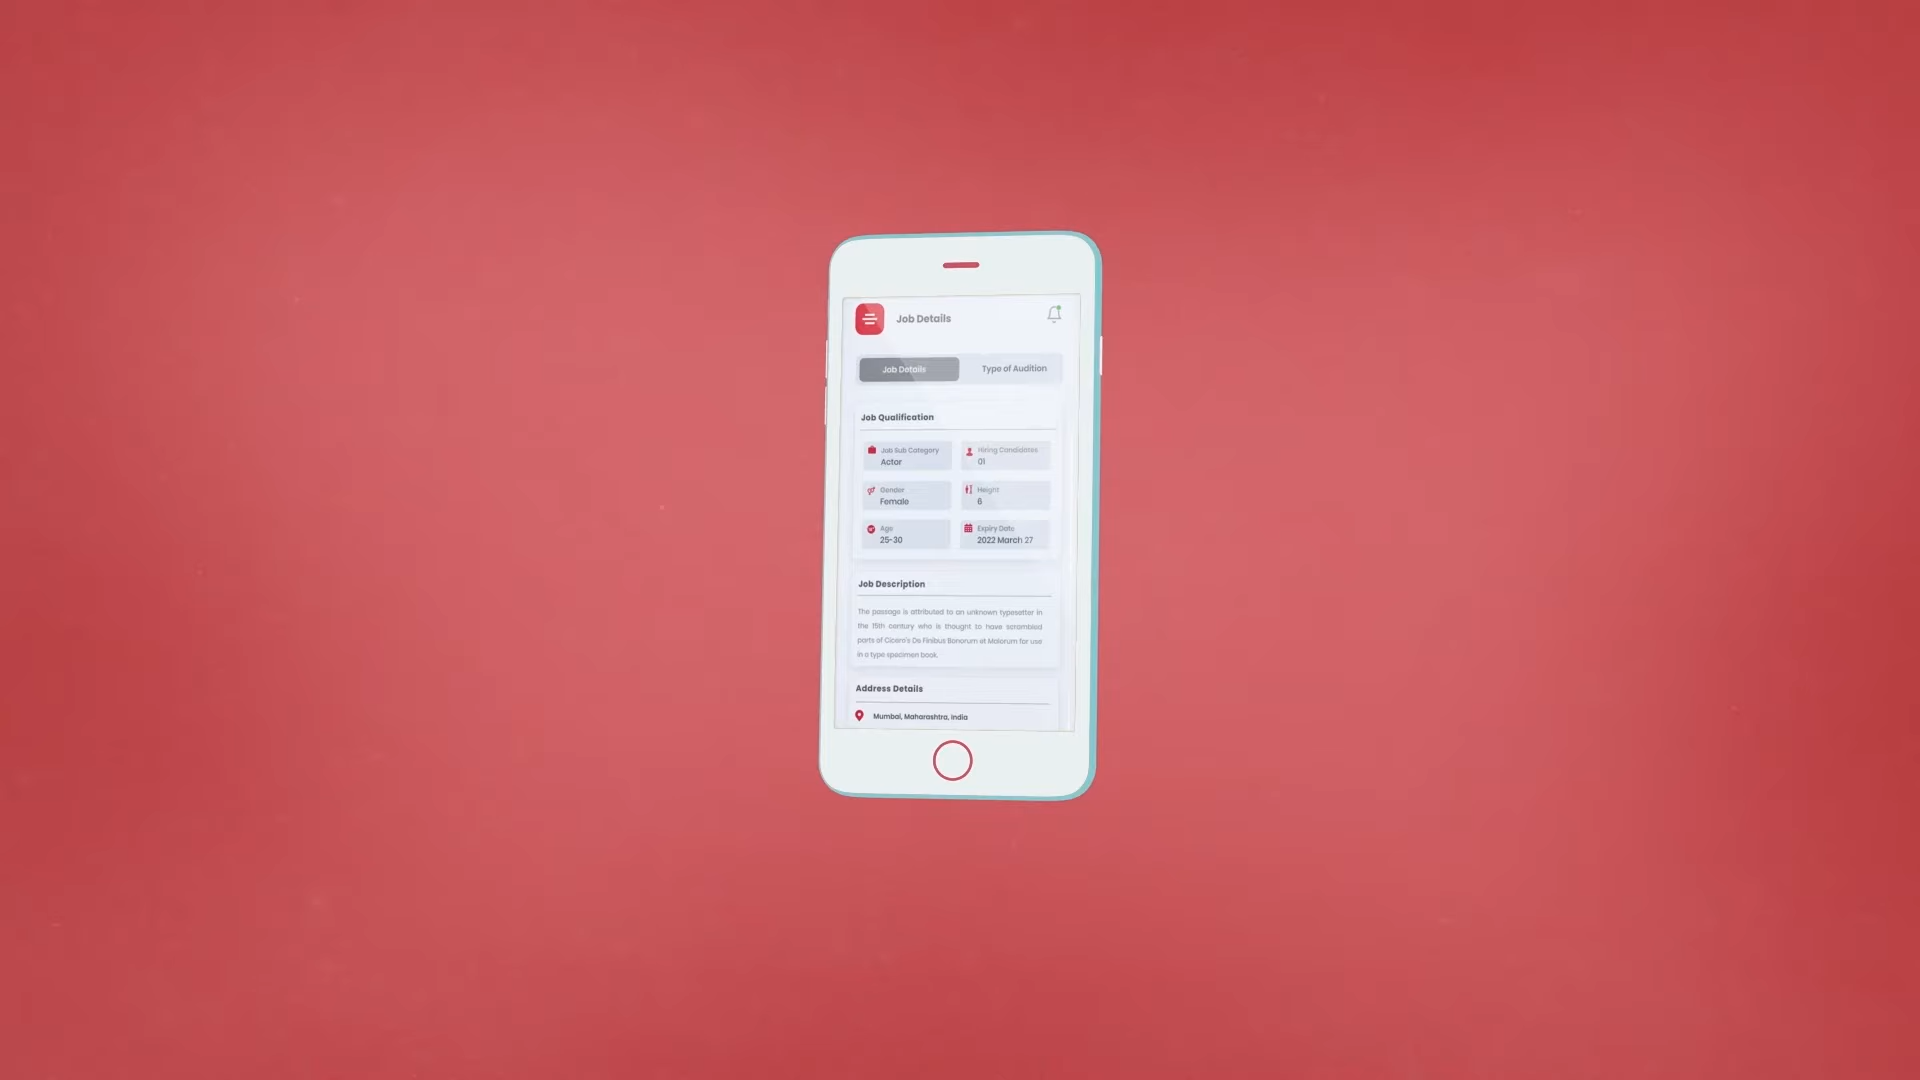 Job Details
Job Details Type of Audition
Job Qualification
Job Sub Category Hiring Candidates
Actor 01
Gender Height
Female 6
Age Expiry Date
25-30 2022 March 27
Job Description
The passage is attributed to an unknown typesetter in
the 15th century who is thought to have scrambled
parts of Cicero's De Finibus Bonorum et Malorum for use
in a type specimen book.
Address Details
Mumbai, Maharashtra, India